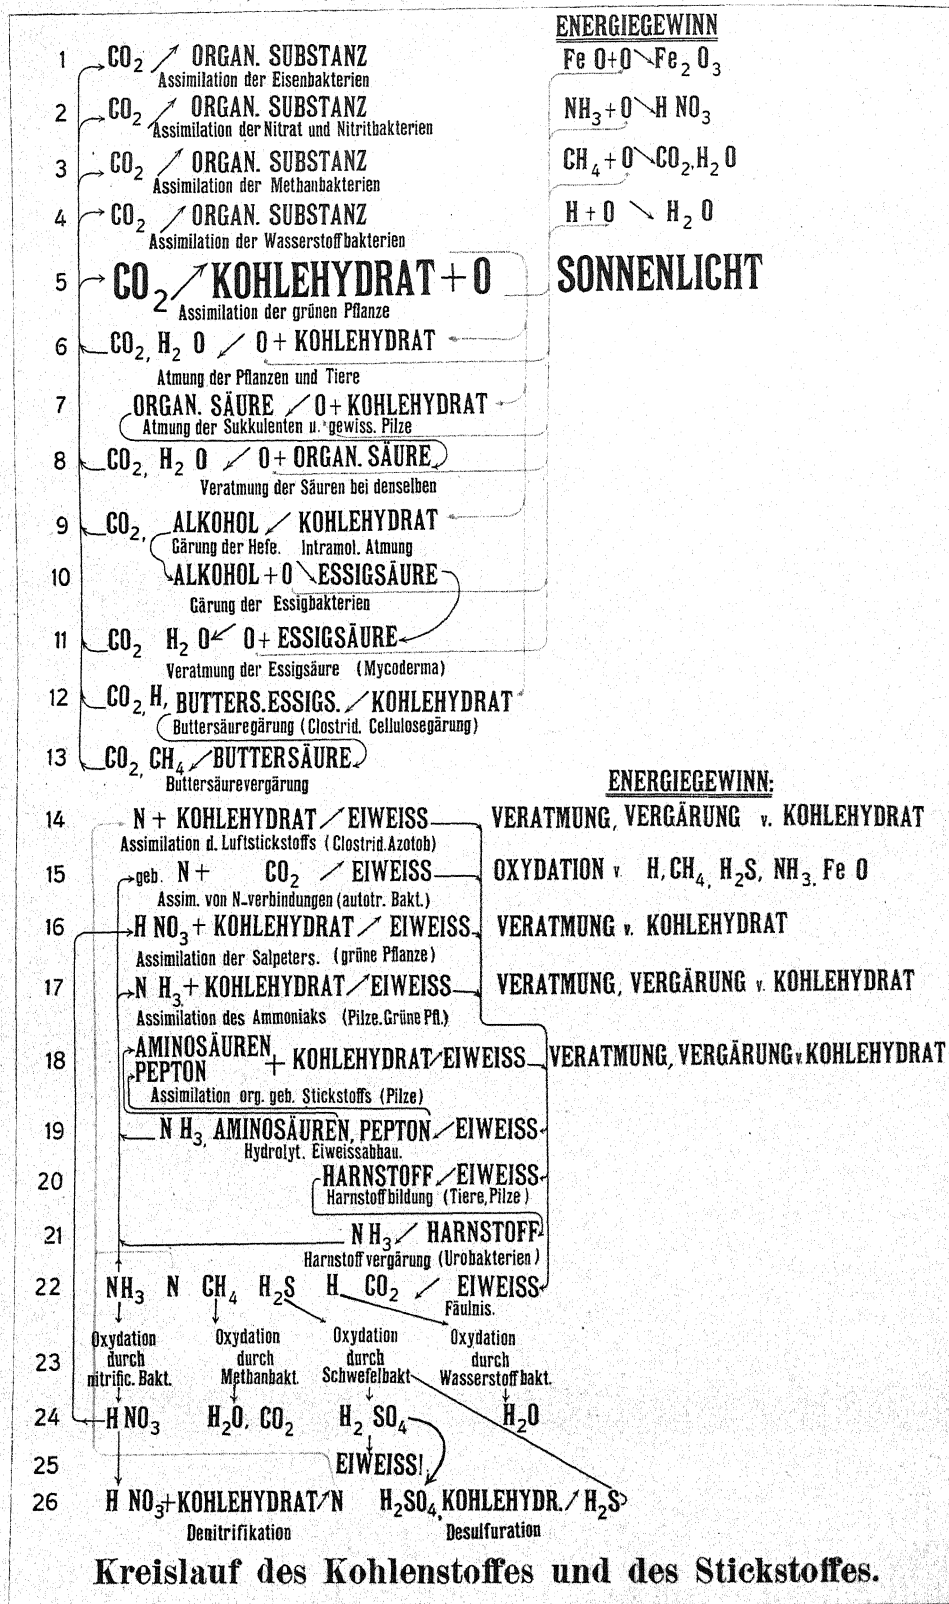 ENERGIEGEWINN
1 CO2 ↗ ORGAN. SUBSTANZ Fe O+O ↘ Fe2 O3
Assimilation der Eisenbakterien
2 CO2 ↗ ORGAN. SUBSTANZ NH3+O ↘ H NO3
Assimilation der Nitrat und Nitritbakterien
3 CO2 ↗ ORGAN. SUBSTANZ CH4+O ↘ CO2,H2O
Assimilation der Methanbakterien
4 CO2 ↗ ORGAN. SUBSTANZ H+O ↘ H2O
Assimilation der Wasserstoffbakterien
5 CO2 ↗ KOHLEHYDRAT+O SONNENLICHT
Assimilation der grünen Pflanze
6 CO2, H2 O ↙ O+KOHLEHYDRAT
Atmung der Pflanzen und Tiere
7 ORGAN. SÄURE ↙ O+KOHLEHYDRAT
Atmung der Sukkulenten u. gewiss. Pilze
8 CO2, H2 O ↙ O+ ORGAN. SÄURE
Veratmung der Säuren bei denselben
9 CO2, ALKOHOL ↙ KOHLEHYDRAT
Gärung der Hefe. Intramol. Atmung
10 ALKOHOL+O ↘ ESSIGSÄURE
Gärung der Essigbakterien
11 CO2 H2 O ↙ O+ ESSIGSÄURE
Veratmung der Essigsäure (Mycoderma)
12 CO2, H, BUTTERS.ESSIGS. ↙ KOHLEHYDRAT
Buttersäuregärung (Clostrid. Cellulosegärung)
13 CO2, CH4 ↙ BUTTERSÄURE
Buttersäurevergärung
ENERGIEGEWINN:
14 N+ KOHLEHYDRAT ↗ EIWEISS VERATMUNG, VERGÄRUNG v. KOHLEHYDRAT
Assimilation d. Luftstickstoffs (Clostrid.Azotob)
15 geb. N+ CO2 ↗ EIWEISS OXYDATION v. H, CH4, H2S, NH3, Fe O
Assim. von N-verbindungen (autotr. Bakt.)
16 H NO3+ KOHLEHYDRAT ↗ EIWEISS VERATMUNG v. KOHLEHYDRAT
Assimilation der Salpeters. (grüne Pflanze)
17 N H3+ KOHLEHYDRAT ↗ EIWEISS VERATMUNG, VERGÄRUNG v. KOHLEHYDRAT
Assimilation des Ammoniaks (Pilze.Grüne Pfl.)
18 AMINOSÄUREN PEPTON + KOHLEHYDRAT ↗ EIWEISS VERATMUNG, VERGÄRUNG v. KOHLEHYDRAT
Assimilation org. geb. Stickstoffs (Pilze)
19 N H3, AMINOSÄUREN, PEPTON ↙ EIWEISS
Hydrolyt. Eiweissabbau.
20 HARNSTOFF ↙ EIWEISS
Harnstoffbildung (Tiere, Pilze)
21 NH3 ↙ HARNSTOFF
Harnstoffvergärung (Urobakterien)
22 NH3 N CH4 H2S H CO2 ↙ EIWEISS
Fäulnis.
Oxydation Oxydation Oxydation Oxydation
23 durch durch durch durch
nitrific. Bakt. Methanbakt. Schwefelbakt Wasserstoffbakt.
24 H NO3 H2O, CO2 H2 SO4 H2O
25 EIWEISS!
26 H NO3+KOHLEHYDRAT ↗ N H2SO4, KOHLEHYDR. ↗ H2S
Denitrifikation Desulfuration
Kreislauf des Kohlenstoffes und des Stickstoffes.